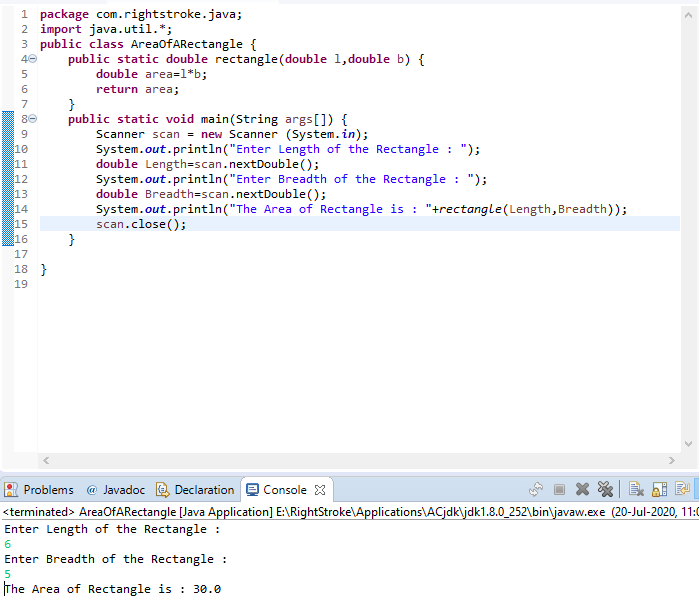 1 package com.rightstroke.java;
2 import java.util.*;
3 public class AreaOfARectangle {
4 public static double rectangle(double l,double b) {
5 double area=l*b;
6 return area;
7 }
8 public static void main(String args[]) {
9 Scanner scan = new Scanner (System.in);
10 System.out.println("Enter Length of the Rectangle : ");
11 double Length=scan.nextDouble();
12 System.out.println("Enter Breadth of the Rectangle : ");
13 double Breadth=scan.nextDouble();
14 System.out.println("The Area of Rectangle is : "+rectangle(Length,Breadth));
15 scan.close();
16 }
17
18 }
19
Problems @ Javadoc Declaration Console
<terminated> AreaOfARectangle [Java Application] E:\RightStroke\Applications\ACjdk\jdk1.8.0_252\bin\javaw.exe (20-Jul-2020, 11:0
Enter Length of the Rectangle :
6
Enter Breadth of the Rectangle :
5
The Area of Rectangle is : 30.0